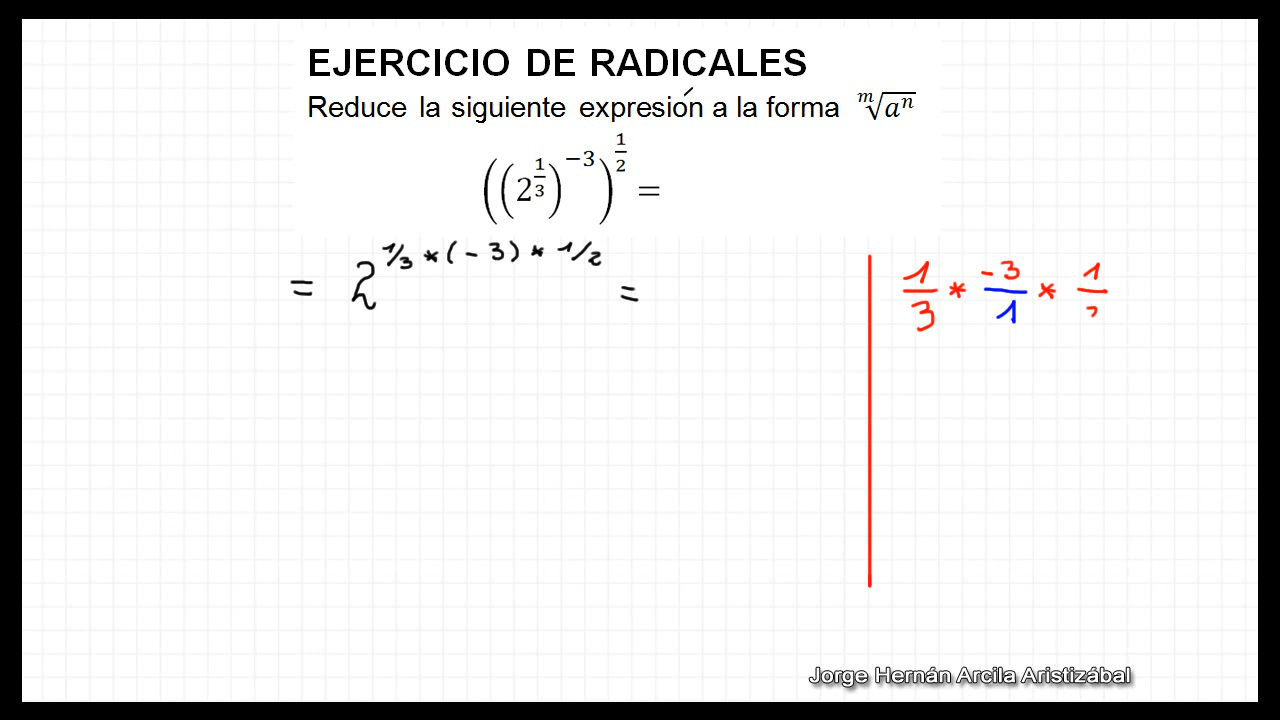 EJERCICIO DE RADICALES
Reduce la siguiente expresión a la forma ᵐ√aⁿ
((2^(1/3))^(−3))^(1/2) =
= 2^(1/3 * (-3) * 1/2) =
1/3 * -3/1 * 1/2
Jorge Hernán Arcila Aristizábal